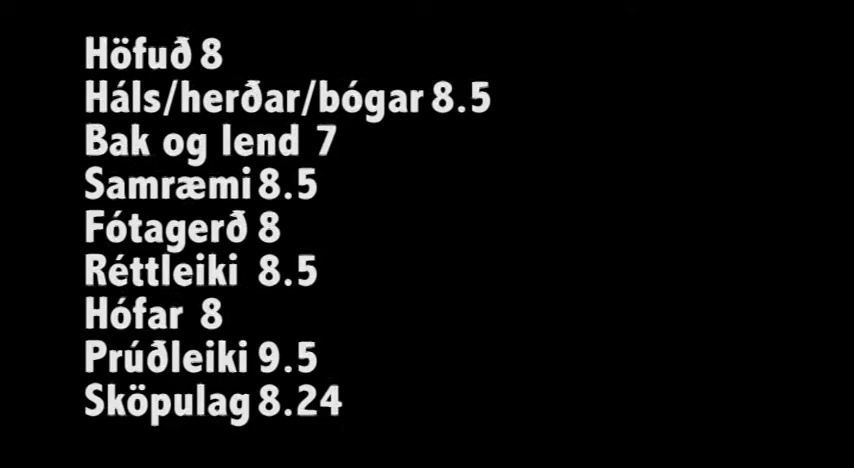 Höfuð 8
Háls/herðar/bógar 8.5
Bak og lend 7
Samræmi 8.5
Fótagerð 8
Réttleiki 8.5
Hófar 8
Prúðleiki 9.5
Sköpulag 8.24